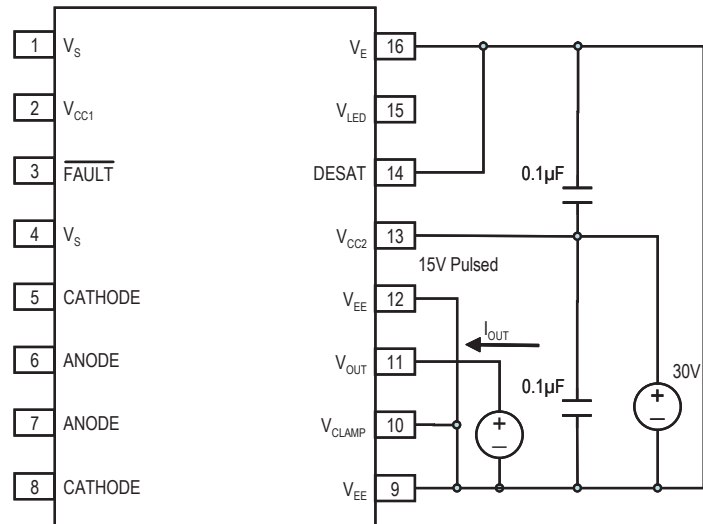 1 V_S
V_E 16
2 V_CC1
V_LED 15
3 FAULT
DESAT 14
0.1µF
4 V_S
V_CC2 13
15V Pulsed
5 CATHODE
V_EE 12
I_OUT
6 ANODE
V_OUT 11
0.1µF
30V
+
−
+
−
7 ANODE
V_CLAMP 10
8 CATHODE
V_EE 9